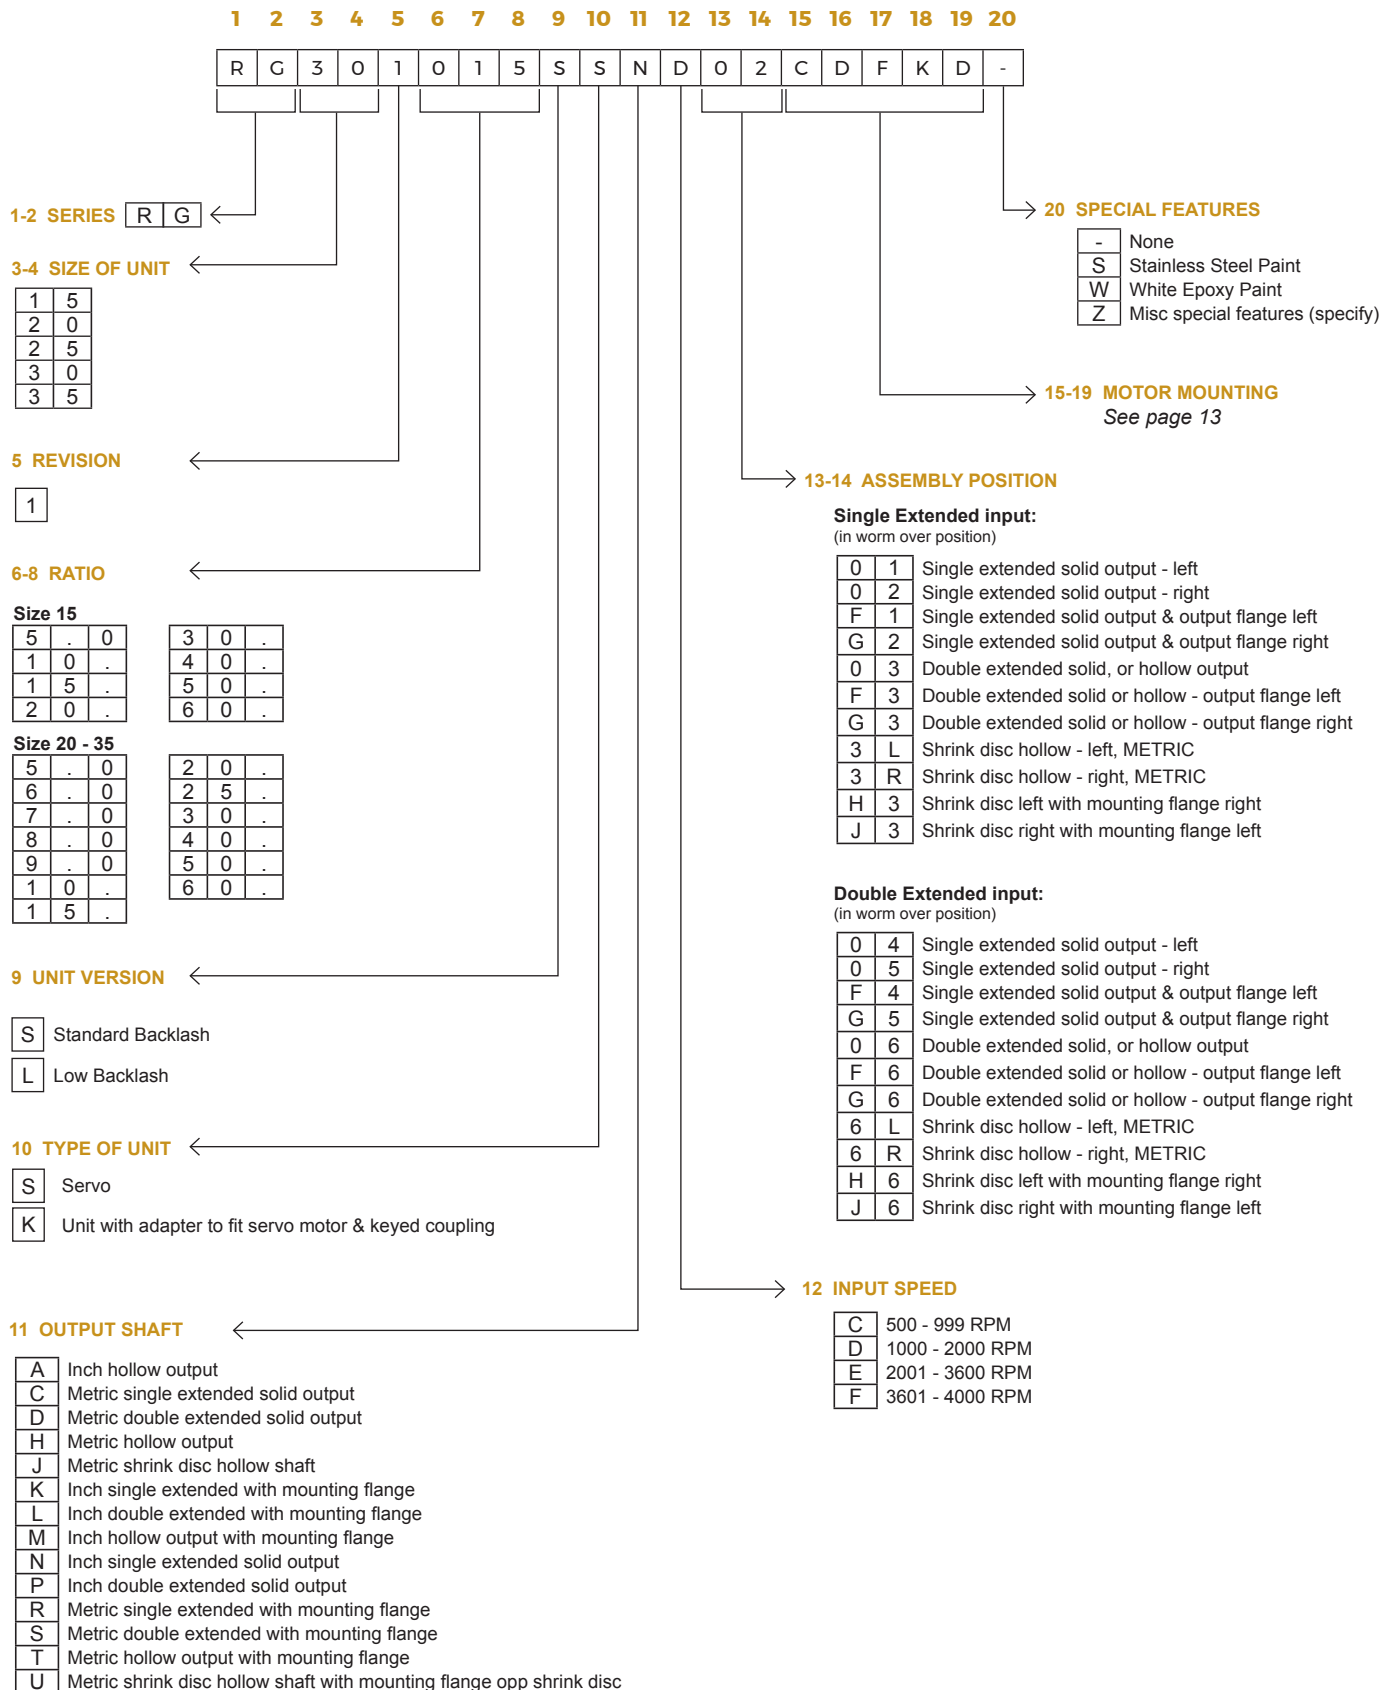 1 2 3 4 5 6 7 8 9 10 11 12 13 14 15 16 17 18 19 20
R G 3 0 1 0 1 5 S S N D 0 2 C D F K D -
1-2 SERIES R G
3-4 SIZE OF UNIT
1 5
2 0
2 5
3 0
3 5
5 REVISION
1
6-8 RATIO
Size 15
5 . 0 3 0 .
1 0 . 4 0 .
1 5 . 5 0 .
2 0 . 6 0 .
Size 20 - 35
5 . 0 2 0 .
6 . 0 2 5 .
7 . 0 3 0 .
8 . 0 4 0 .
9 . 0 5 0 .
1 0 . 6 0 .
1 5 .
9 UNIT VERSION
S Standard Backlash
L Low Backlash
10 TYPE OF UNIT
S Servo
K Unit with adapter to fit servo motor & keyed coupling
11 OUTPUT SHAFT
A Inch hollow output
C Metric single extended solid output
D Metric double extended solid output
H Metric hollow output
J Metric shrink disc hollow shaft
K Inch single extended with mounting flange
L Inch double extended with mounting flange
M Inch hollow output with mounting flange
N Inch single extended solid output
P Inch double extended solid output
R Metric single extended with mounting flange
S Metric double extended with mounting flange
T Metric hollow output with mounting flange
U Metric shrink disc hollow shaft with mounting flange opp shrink disc
20 SPECIAL FEATURES
- None
S Stainless Steel Paint
W White Epoxy Paint
Z Misc special features (specify)
15-19 MOTOR MOUNTING
See page 13
13-14 ASSEMBLY POSITION
Single Extended input:
(in worm over position)
0 1 Single extended solid output - left
0 2 Single extended solid output - right
F 1 Single extended solid output & output flange left
G 2 Single extended solid output & output flange right
0 3 Double extended solid, or hollow output
F 3 Double extended solid or hollow - output flange left
G 3 Double extended solid or hollow - output flange right
3 L Shrink disc hollow - left, METRIC
3 R Shrink disc hollow - right, METRIC
H 3 Shrink disc left with mounting flange right
J 3 Shrink disc right with mounting flange left
Double Extended input:
(in worm over position)
0 4 Single extended solid output - left
0 5 Single extended solid output - right
F 4 Single extended solid output & output flange left
G 5 Single extended solid output & output flange right
0 6 Double extended solid, or hollow output
F 6 Double extended solid or hollow - output flange left
G 6 Double extended solid or hollow - output flange right
6 L Shrink disc hollow - left, METRIC
6 R Shrink disc hollow - right, METRIC
H 6 Shrink disc left with mounting flange right
J 6 Shrink disc right with mounting flange left
12 INPUT SPEED
C 500 - 999 RPM
D 1000 - 2000 RPM
E 2001 - 3600 RPM
F 3601 - 4000 RPM